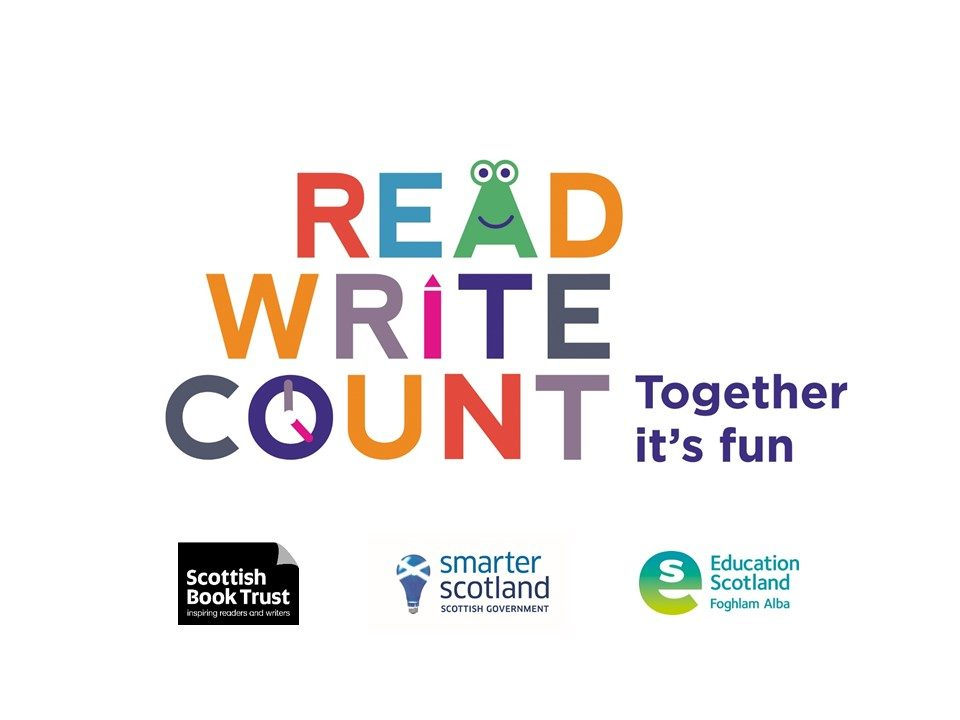 READ
WRITE
COUNT
Together
it's fun
Scottish
Book Trust
inspiring readers and writers
smarter
scotland
SCOTTISH GOVERNMENT
Education
Scotland
Foghlam Alba